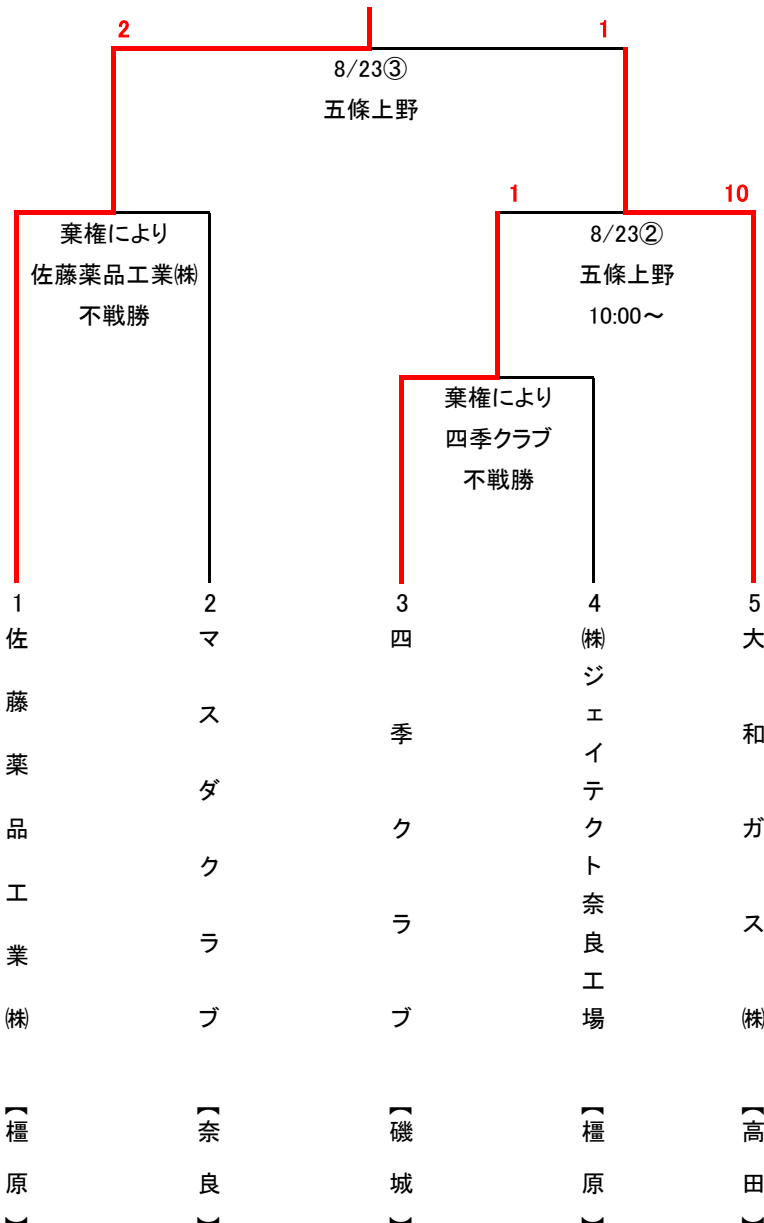 2
1
8/23③
五條上野
1
10
棄権により
佐藤薬品工業㈱
不戦勝
8/23②
五條上野
10:00～
棄権により
四季クラブ
不戦勝
1
2
3
4
5
佐藤薬品工業㈱【橿原】
マスダクラブ【奈良】
四季クラブ【磯城】
㈱ジェイテクト奈良工場【橿原】
大和ガス㈱【高田】